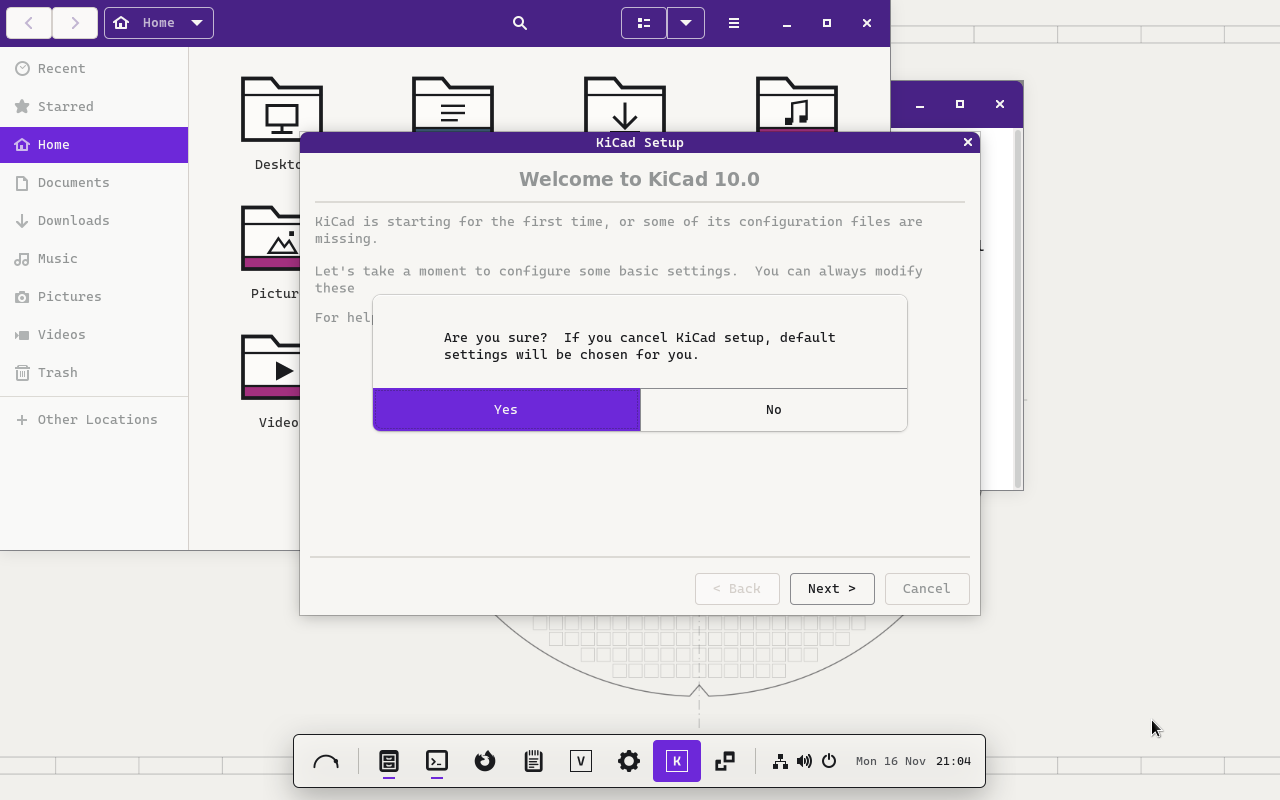 Home
Recent
Starred
Home
Documents
Downloads
Music
Pictures
Videos
Trash
Other Locations
KiCad Setup
Welcome to KiCad 10.0
KiCad is starting for the first time, or some of its configuration files are
missing.
Let's take a moment to configure some basic settings.  You can always modify
these
For help
Are you sure?  If you cancel KiCad setup, default
settings will be chosen for you.
Yes
No
< Back
Next >
Cancel
V
K
Mon 16 Nov 21:04